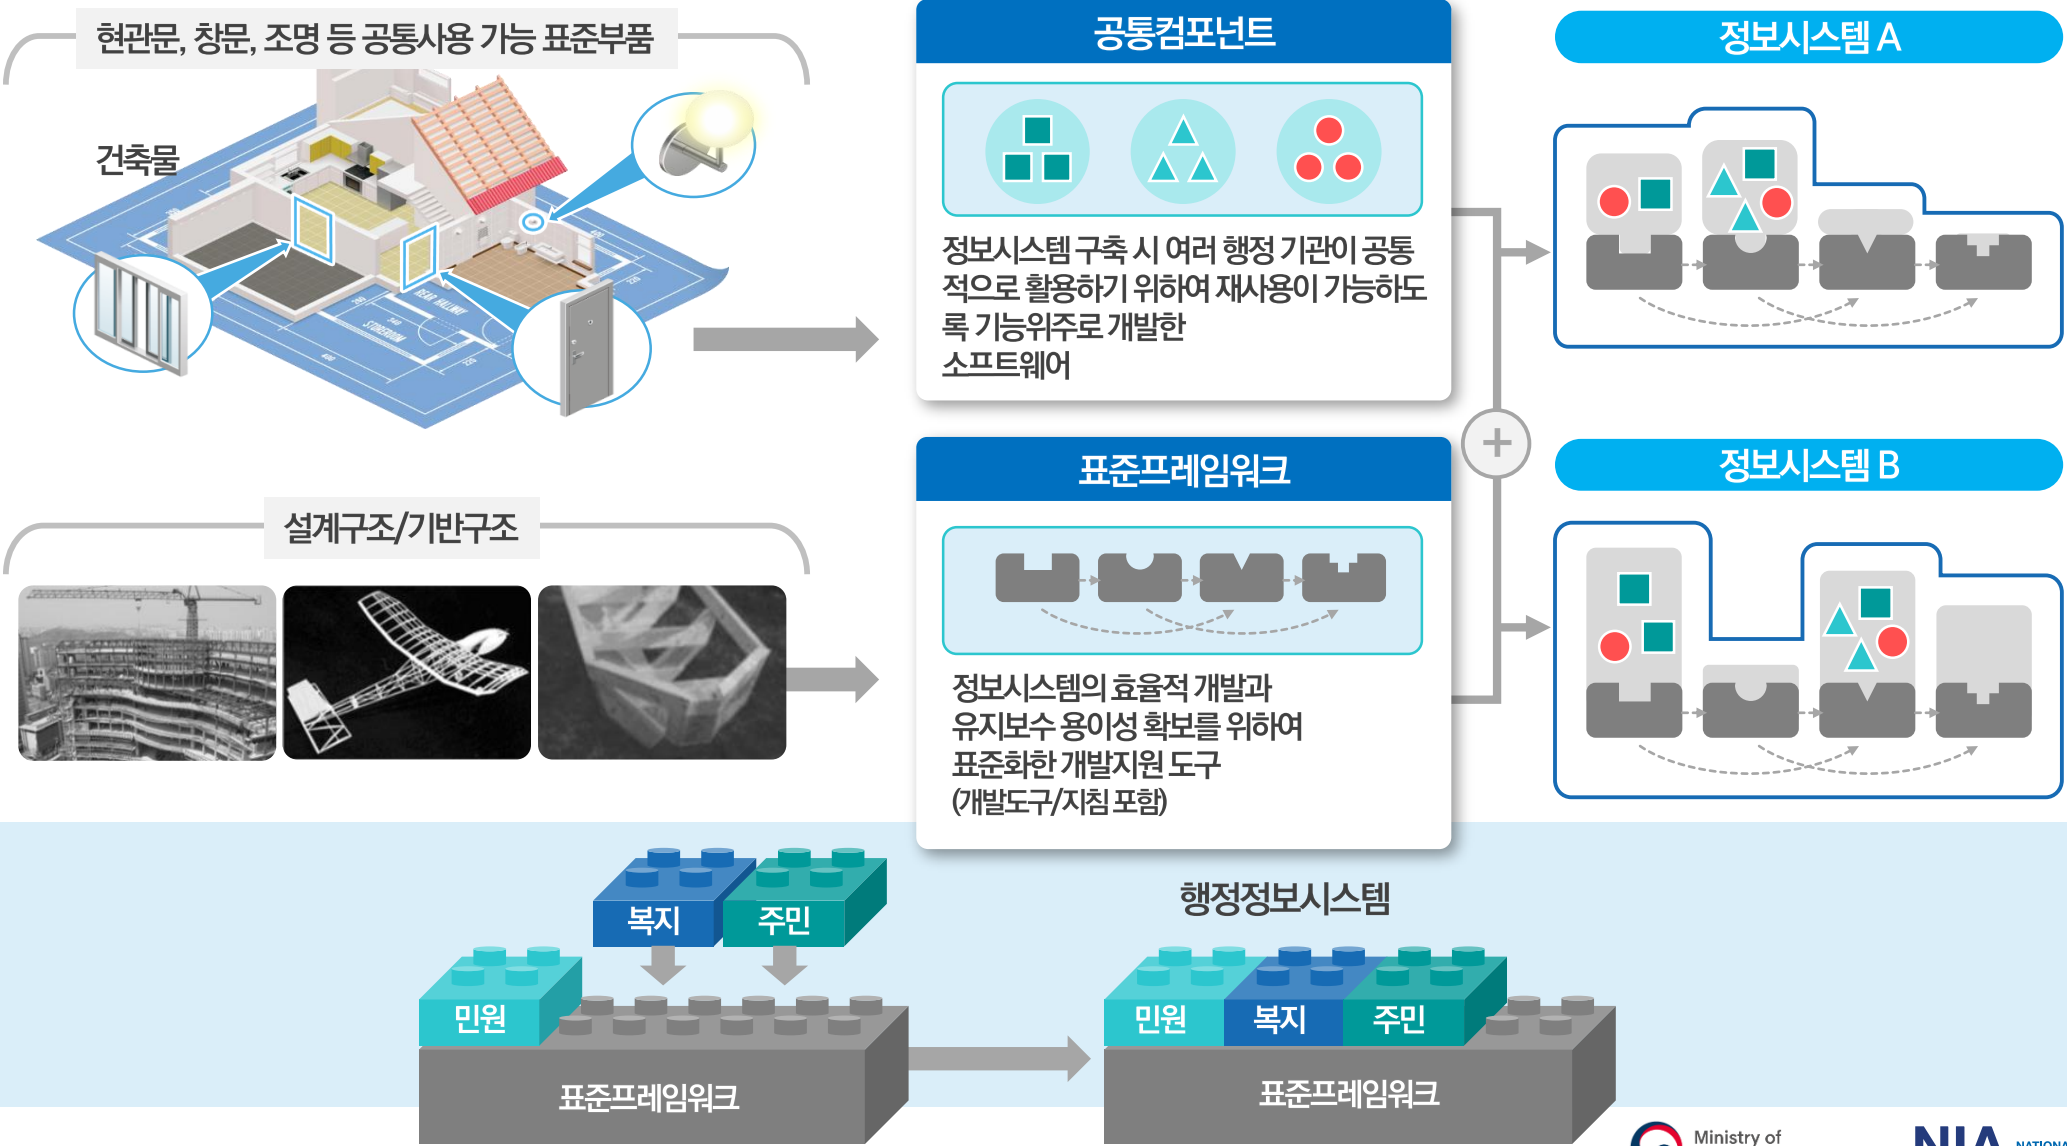 현관문, 창문, 조명 등 공통사용 가능 표준부품
건축물
REAR HALLWAY
STOREROOM
설계구조/기반구조
공통컴포넌트
정보시스템 구축 시 여러 행정 기관이 공통
적으로 활용하기 위하여 재사용이 가능하도
록 기능위주로 개발한
소프트웨어
+
표준프레임워크
정보시스템의 효율적 개발과
유지보수 용이성 확보를 위하여
표준화한 개발지원 도구
(개발도구/지침 포함)
정보시스템 A
정보시스템 B
복지
주민
민원
표준프레임워크
행정정보시스템
민원
복지
주민
표준프레임워크
Ministry of
NIA
NATIONA